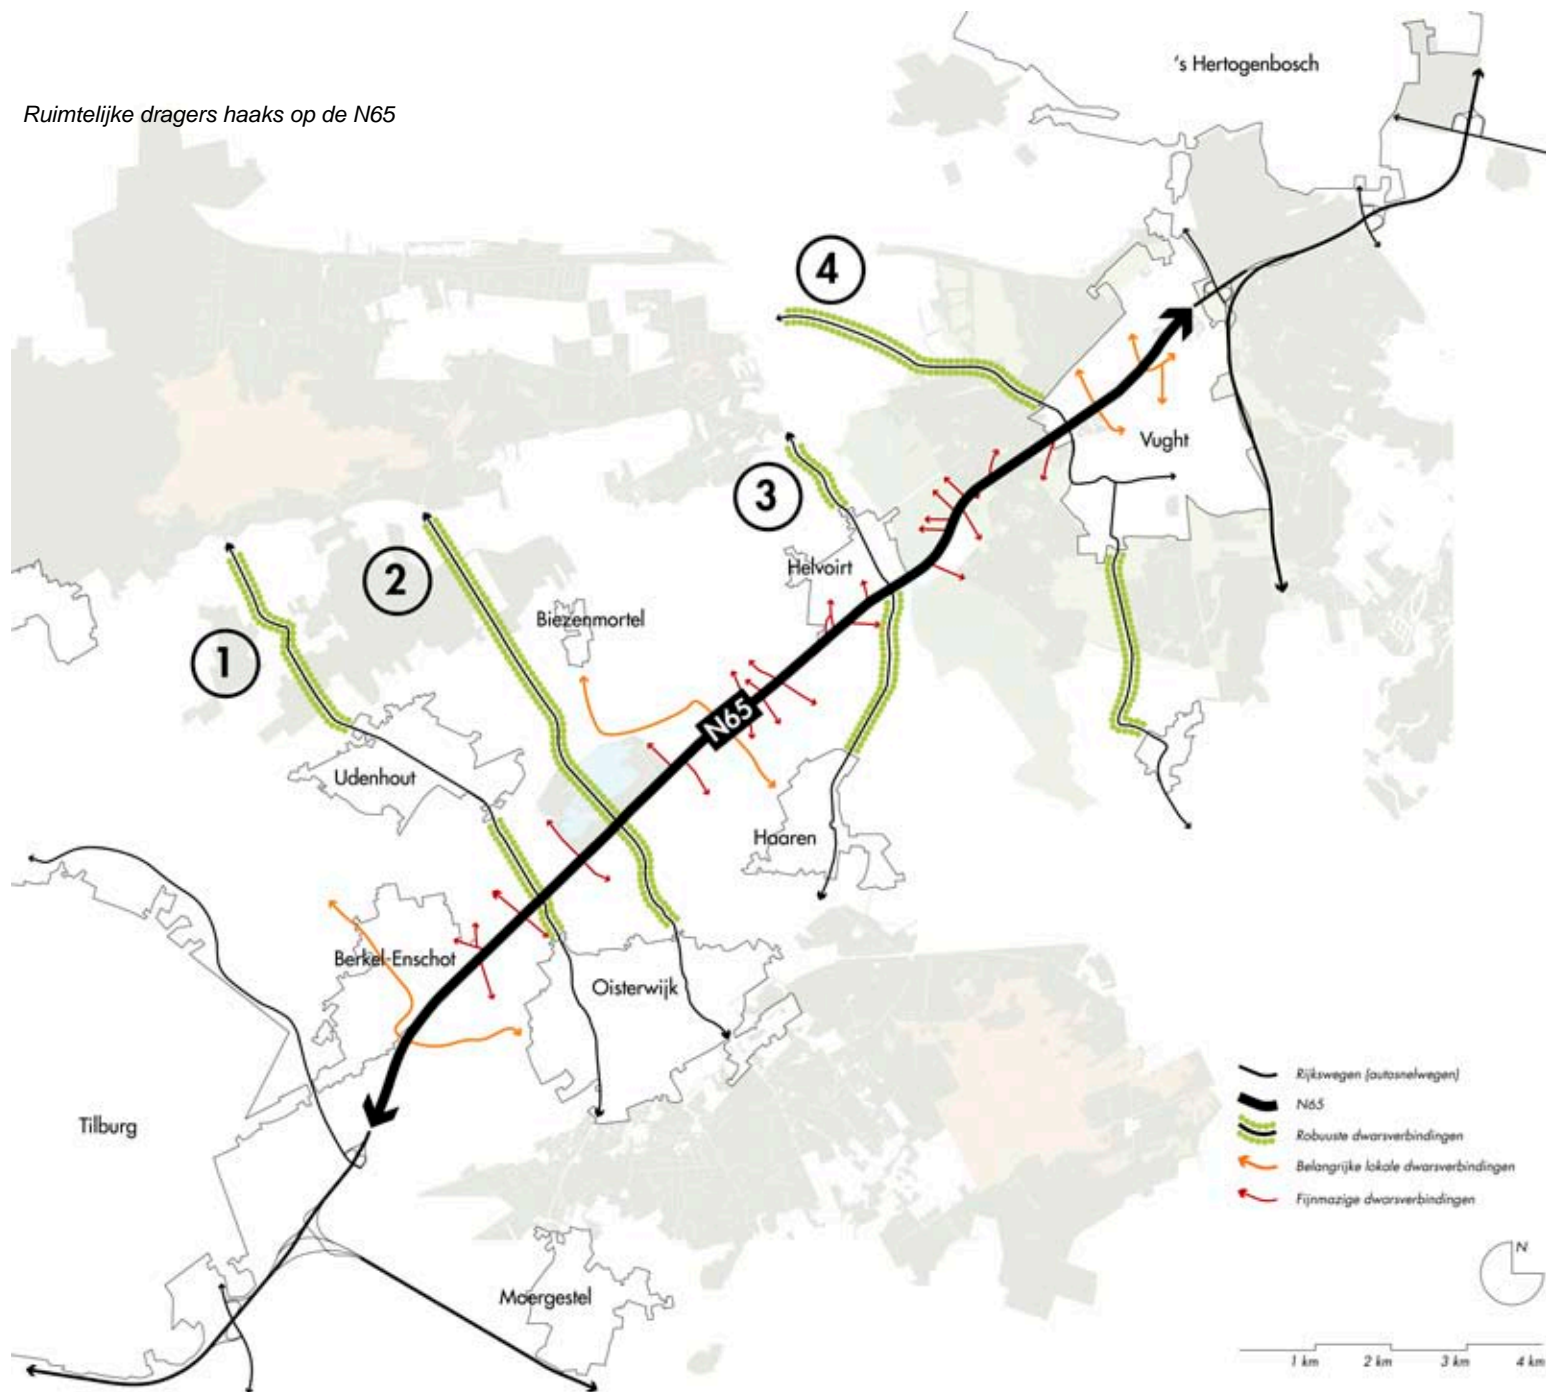 's Hertogenbosch
Ruimtelijke dragers haaks op de N65
4
Vught
3
Helvoirt
2
Biezenmortel
1
N65
Udenhout
Haaren
Berkel-Enschot
Oisterwijk
Tilburg
Moergestel
Rijkswegen (autosnelwegen)
N65
Robuuste dwarsverbindingen
Belangrijke lokale dwarsverbindingen
Fijnmazige dwarsverbindingen
N
1 km 2 km 3 km 4 km